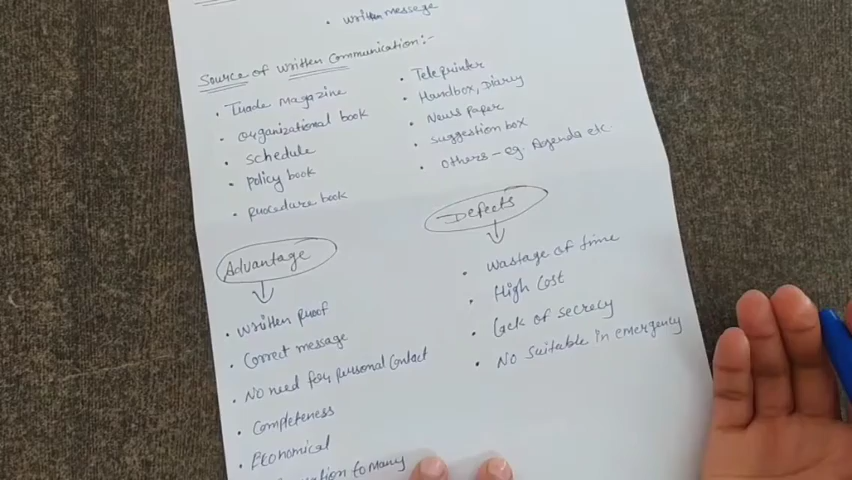 • written message
Source of written Communication:-
• Trade magazine
• Organizational book
• Schedule
• Policy book
• Procedure book
• Teleprinter
• Handbox, Diary
• News paper
• suggestion box
• Others - eg. Agenda etc.
Advantage
• written proof
• Correct message
• No need for personal Contact
• Completeness
• Economical
to many
Defects
• wastage of time
• High Cost
• Lack of secrecy
• No suitable in emergency